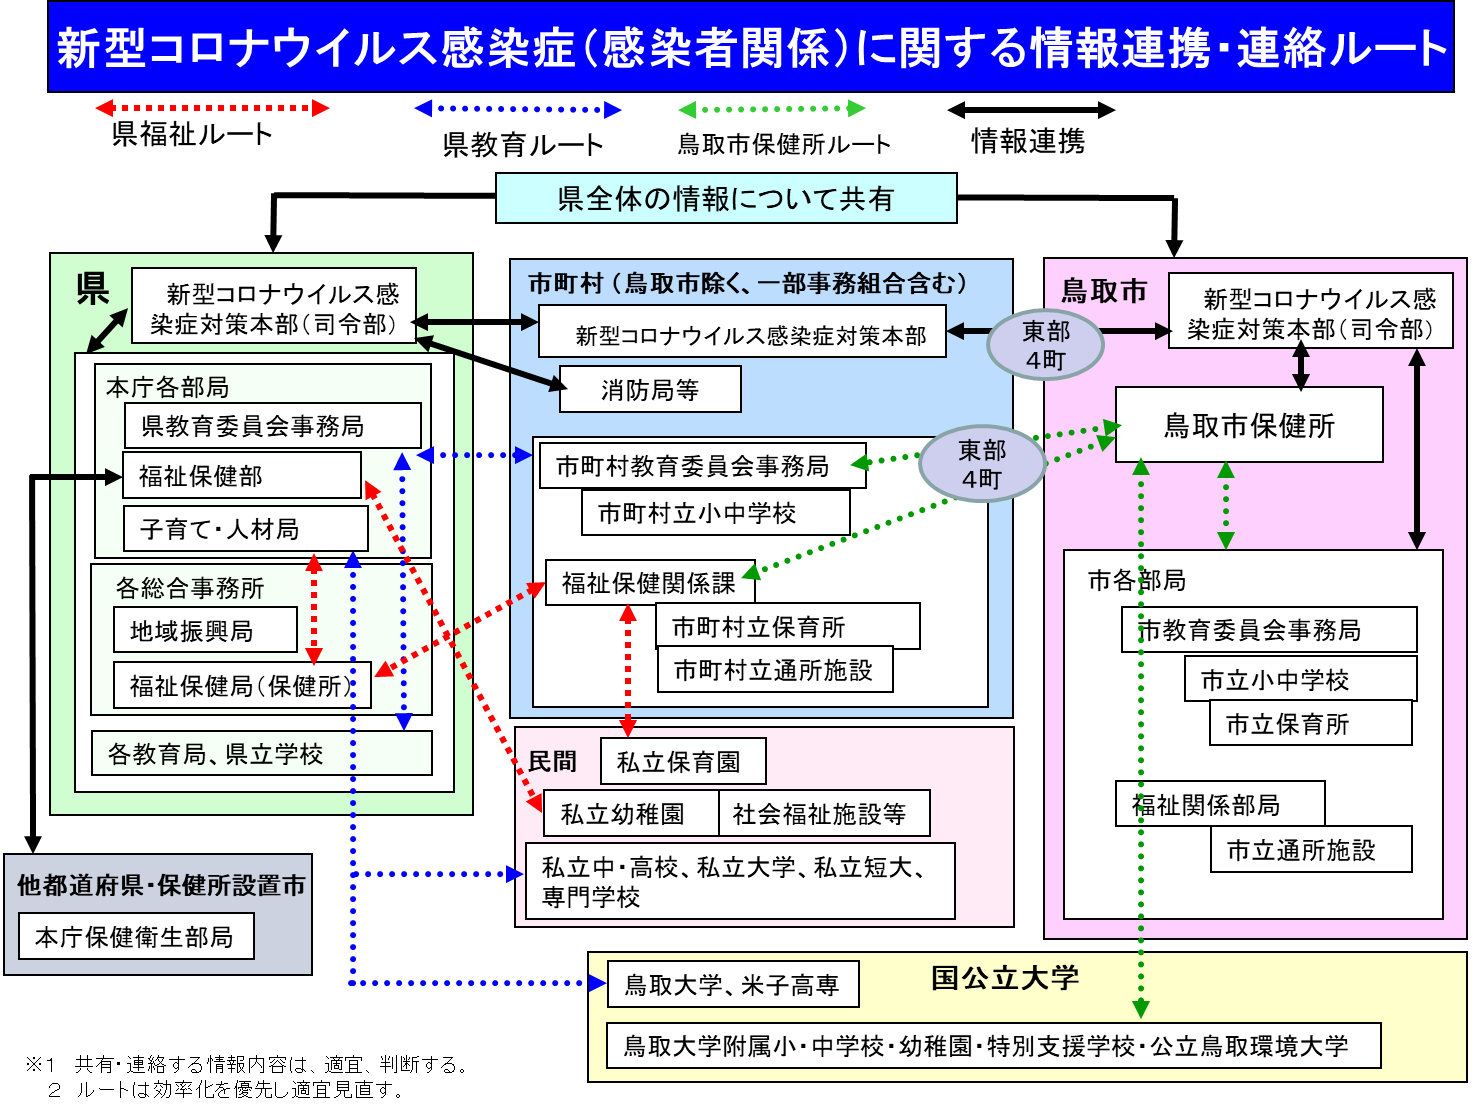 新型コロナウイルス感染症（感染者関係）に関する情報連携・連絡ルート
県福祉ルート
県教育ルート
鳥取市保健所ルート
情報連携
県全体の情報について共有
県
新型コロナウイルス感
染症対策本部（司令部）
本庁各部局
県教育委員会事務局
福祉保健部
子育て・人材局
各総合事務所
地域振興局
福祉保健局（保健所）
各教育局、県立学校
他都道府県・保健所設置市
本庁保健衛生部局
市町村（鳥取市除く、一部事務組合含む）
新型コロナウイルス感染症対策本部
消防局等
市町村教育委員会事務局
市町村立小中学校
福祉保健関係課
市町村立保育所
市町村立通所施設
東部
４町
東部
４町
民間
私立保育園
私立幼稚園
社会福祉施設等
私立中・高校、私立大学、私立短大、
専門学校
鳥取市
新型コロナウイルス感
染症対策本部（司令部）
鳥取市保健所
市各部局
市教育委員会事務局
市立小中学校
市立保育所
福祉関係部局
市立通所施設
国公立大学
鳥取大学、米子高専
鳥取大学附属小・中学校・幼稚園・特別支援学校・公立鳥取環境大学
※１　共有・連絡する情報内容は、適宜、判断する。
２　ルートは効率化を優先し適宜見直す。